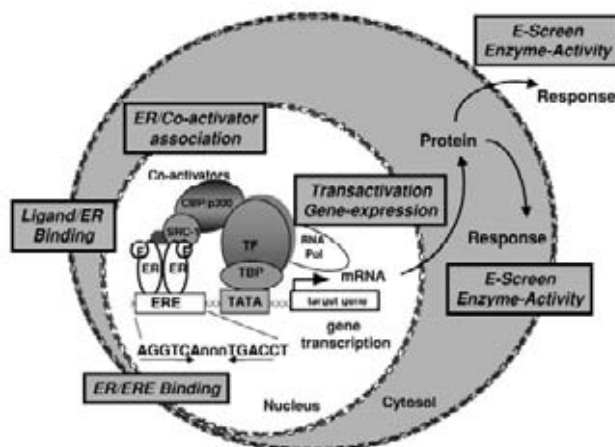 E-Screen
Enzyme-Activity
Response
ER/Co-activator
association
Protein
Co-activators
CBP/p300
Transactivation
Gene-expression
Ligand/ER
Binding
SRC-1
TF
RNA
Pol
Response
E
E
ER
ER
TBP
mRNA
E-Screen
Enzyme-Activity
ERE
TATA
target gene
gene
transcription
AGGTCAnnnTGACCT
ER/ERE Binding
Nucleus
Cytosol